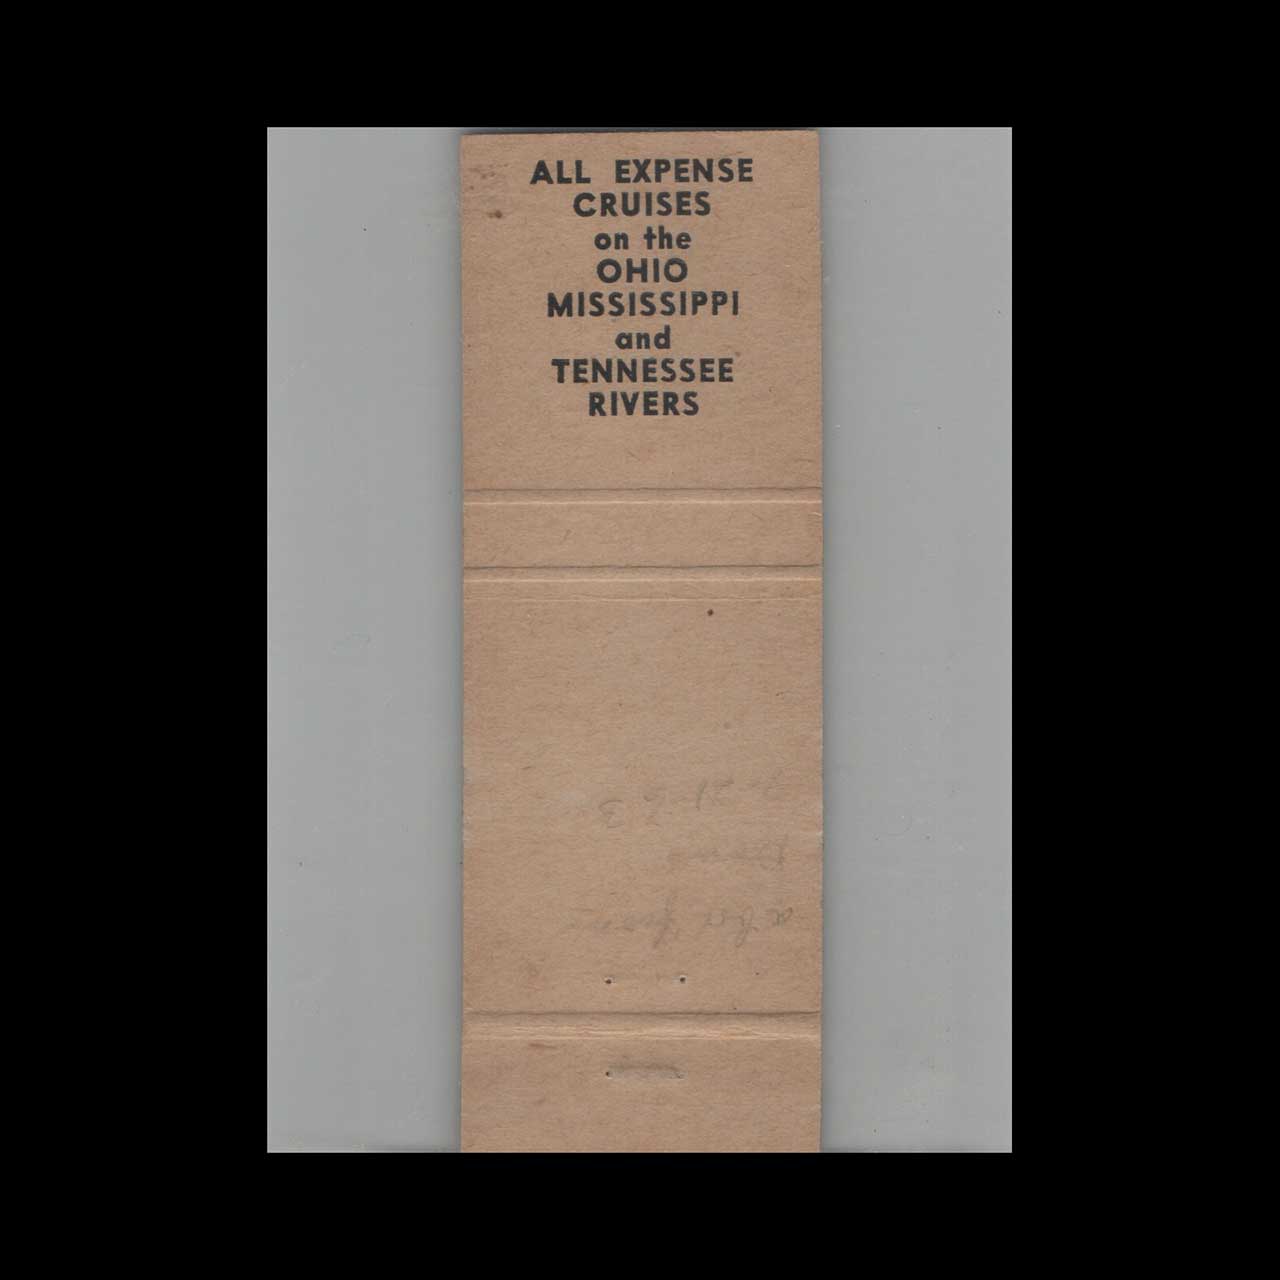 ALL EXPENSE
CRUISES
on the
OHIO
MISSISSIPPI
and
TENNESSEE
RIVERS